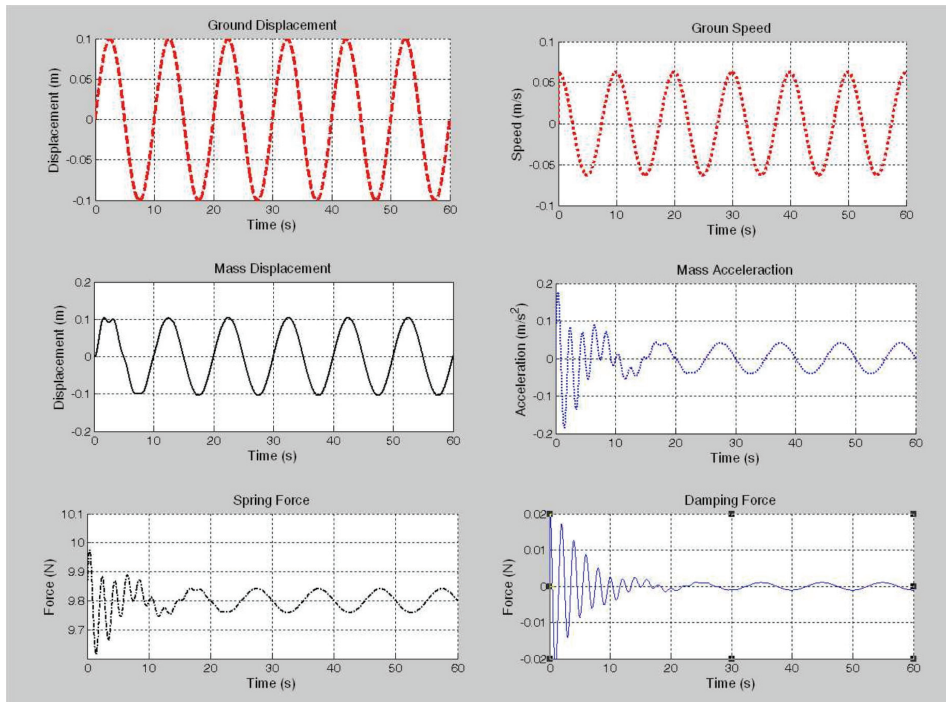 Ground Displacement
Displacement (m)
0.1
0.05
0
-0.05
-0.1
0 10 20 30 40 50 60
Time (s)
Groun Speed
Speed (m/s)
0.1
0.05
0
-0.05
-0.1
0 10 20 30 40 50 60
Time (s)
Mass Displacement
Displacement (m)
0.2
0.1
0
-0.1
-0.2
0 10 20 30 40 50 60
Time (s)
Mass Acceleraction
Acceleration (m/s²)
0.2
0.1
0
-0.1
-0.2
0 10 20 30 40 50 60
Time (s)
Spring Force
Force (N)
10.1
10
9.9
9.8
9.7
0 10 20 30 40 50 60
Time (s)
Damping Force
Force (N)
0.02
0.01
0
-0.01
-0.02
0 10 20 30 40 50 60
Time (s)